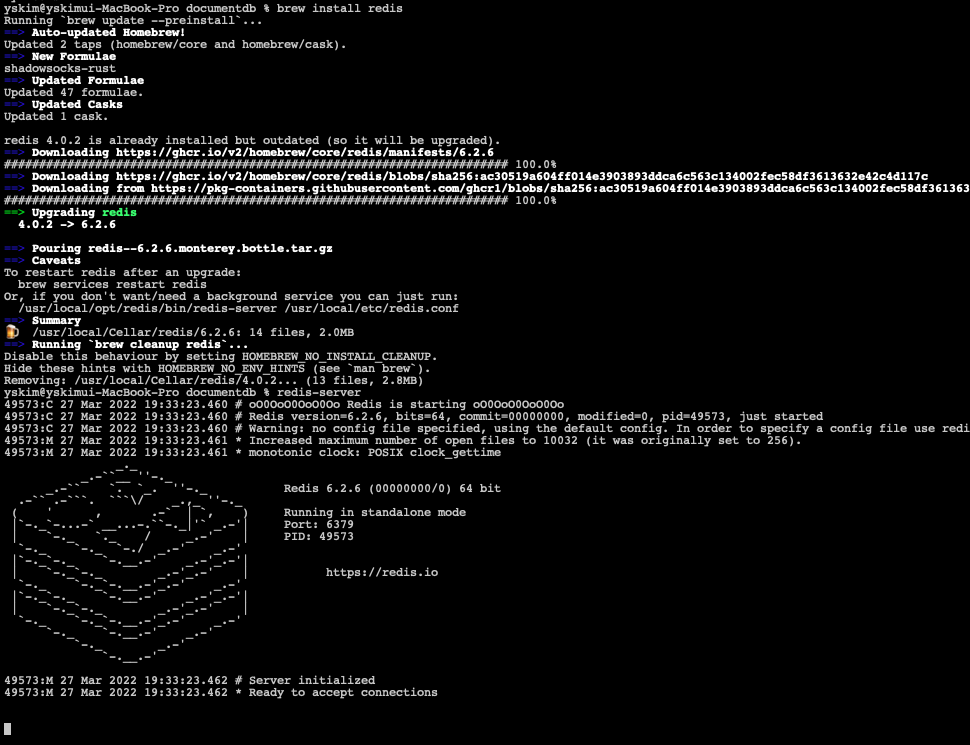 yskim@yskimui-MacBook-Pro documentdb % brew install redis
Running `brew update --preinstall`...
==> Auto-updated Homebrew!
Updated 2 taps (homebrew/core and homebrew/cask).
==> New Formulae
shadowsocks-rust
==> Updated Formulae
Updated 47 formulae.
==> Updated Casks
Updated 1 cask.
redis 4.0.2 is already installed but outdated (so it will be upgraded).
==> Downloading https://ghcr.io/v2/homebrew/core/redis/manifests/6.2.6
######################################################################## 100.0%
==> Downloading https://ghcr.io/v2/homebrew/core/redis/blobs/sha256:ac30519a604ff014e3903893ddca6c563c134002fec58df3613632e42c4d117c
==> Downloading from https://pkg-containers.githubusercontent.com/ghcr1/blobs/sha256:ac30519a604ff014e3903893ddca6c563c134002fec58df361363
######################################################################## 100.0%
==> Upgrading redis
4.0.2 -> 6.2.6
==> Pouring redis--6.2.6.monterey.bottle.tar.gz
==> Caveats
To restart redis after an upgrade:
brew services restart redis
Or, if you don't want/need a background service you can just run:
/usr/local/opt/redis/bin/redis-server /usr/local/etc/redis.conf
==> Summary
🍺 /usr/local/Cellar/redis/6.2.6: 14 files, 2.0MB
==> Running `brew cleanup redis`...
Disable this behaviour by setting HOMEBREW_NO_INSTALL_CLEANUP.
Hide these hints with HOMEBREW_NO_ENV_HINTS (see `man brew`).
Removing: /usr/local/Cellar/redis/4.0.2... (13 files, 2.8MB)
yskim@yskimui-MacBook-Pro documentdb % redis-server
49573:C 27 Mar 2022 19:33:23.460 # oO0OoO0OoO0Oo Redis is starting oO0OoO0OoO0Oo
49573:C 27 Mar 2022 19:33:23.460 # Redis version=6.2.6, bits=64, commit=00000000, modified=0, pid=49573, just started
49573:C 27 Mar 2022 19:33:23.460 # Warning: no config file specified, using the default config. In order to specify a config file use redi
49573:M 27 Mar 2022 19:33:23.461 * Increased maximum number of open files to 10032 (it was originally set to 256).
49573:M 27 Mar 2022 19:33:23.461 * monotonic clock: POSIX clock_gettime
Redis 6.2.6 (00000000/0) 64 bit
Running in standalone mode
Port: 6379
PID: 49573
https://redis.io
49573:M 27 Mar 2022 19:33:23.462 # Server initialized
49573:M 27 Mar 2022 19:33:23.462 * Ready to accept connections